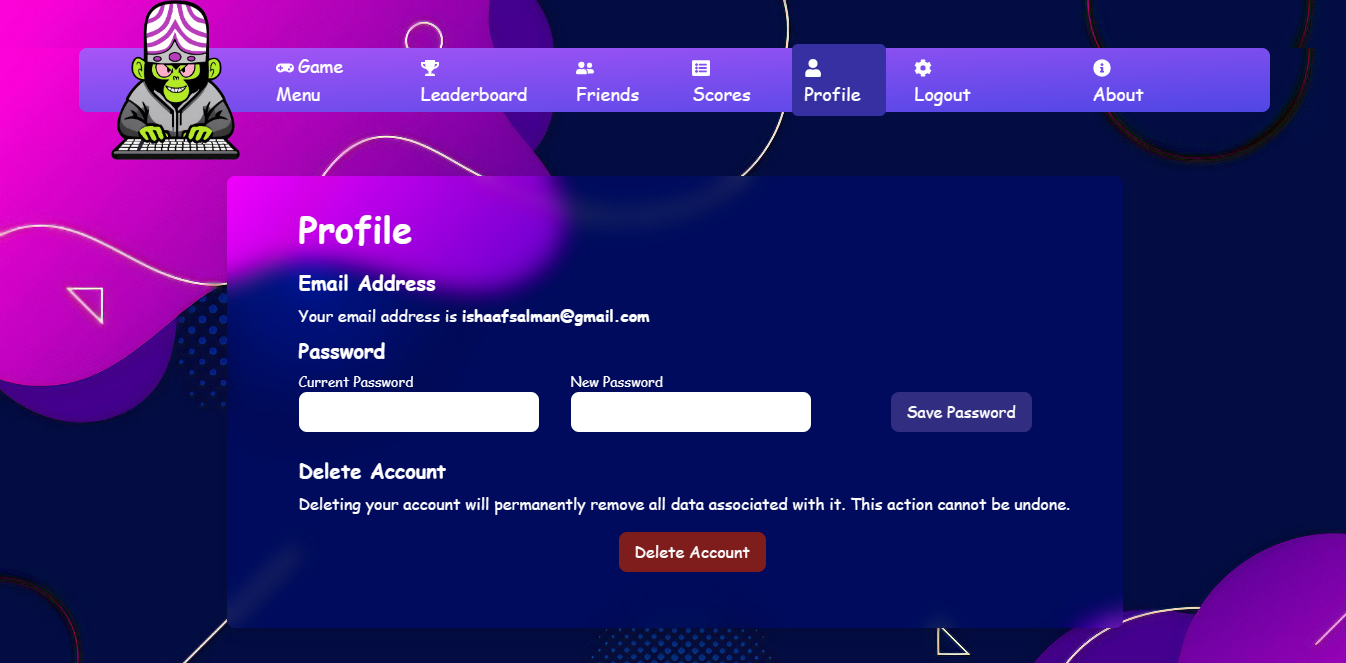 Game
Menu
Leaderboard
Friends
Scores
Profile
Logout
About
Profile
Email Address
Your email address is ishaafsalman@gmail.com
Password
Current Password
New Password
Save Password
Delete Account
Deleting your account will permanently remove all data associated with it. This action cannot be undone.
Delete Account